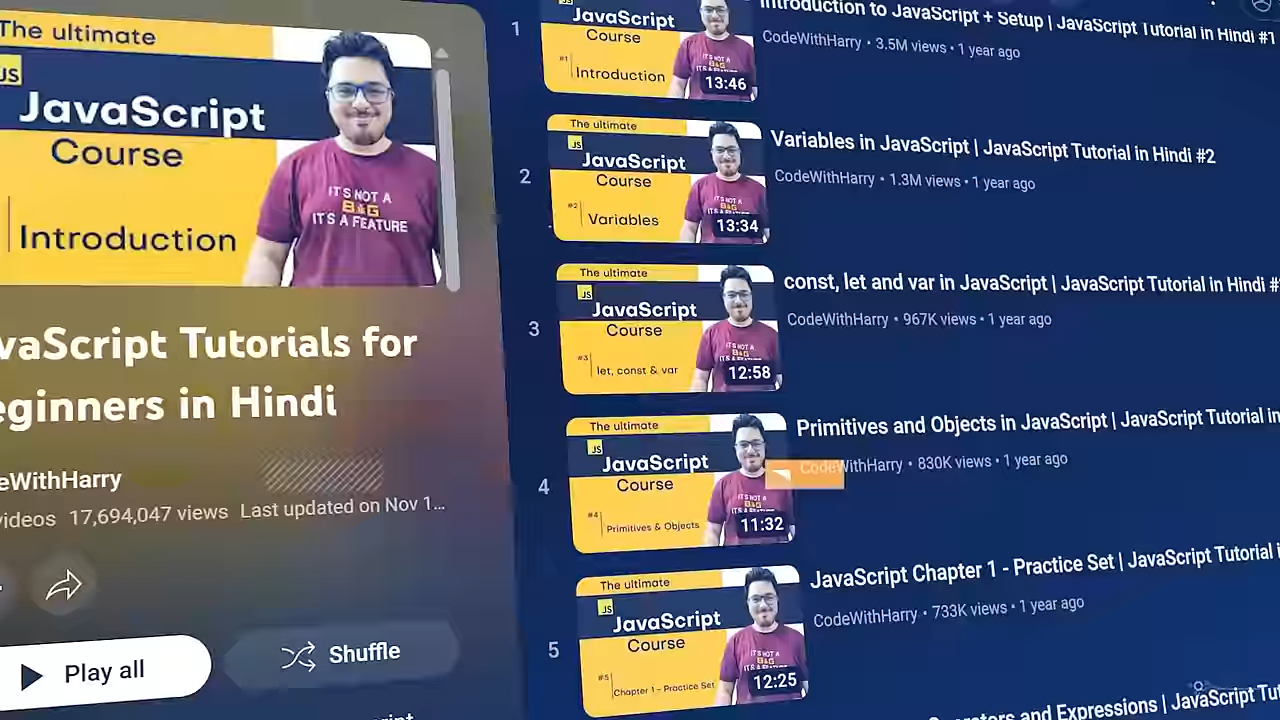 The ultimate
JS
JavaScript
Course
Introduction
IT'S NOT A
BUG
IT'S A FEATURE
vaScript Tutorials for
eginners in Hindi
eWithHarry
videos 17,694,047 views Last updated on Nov 1...
Play all
Shuffle
1
JS
JavaScript
Course
#1
Introduction
13:46
Introduction to JavaScript + Setup | JavaScript Tutorial in Hindi #1
CodeWithHarry • 3.5M views • 1 year ago
2
The ultimate
JS
JavaScript
Course
#2
Variables
IT'S NOT A
BUG
IT'S A FEATURE
13:34
Variables in JavaScript | JavaScript Tutorial in Hindi #2
CodeWithHarry • 1.3M views • 1 year ago
3
The ultimate
JS
JavaScript
Course
#3
let, const & var
12:58
const, let and var in JavaScript | JavaScript Tutorial in Hindi #
CodeWithHarry • 967K views • 1 year ago
4
The ultimate
JS
JavaScript
Course
#4
Primitives & Objects
11:32
Primitives and Objects in JavaScript | JavaScript Tutorial in
CodeWithHarry • 830K views • 1 year ago
5
The ultimate
JS
JavaScript
Course
#5
Chapter 1 - Practice Set
12:25
JavaScript Chapter 1 - Practice Set | JavaScript Tutorial i
CodeWithHarry • 733K views • 1 year ago
and Expressions | JavaScript Tut